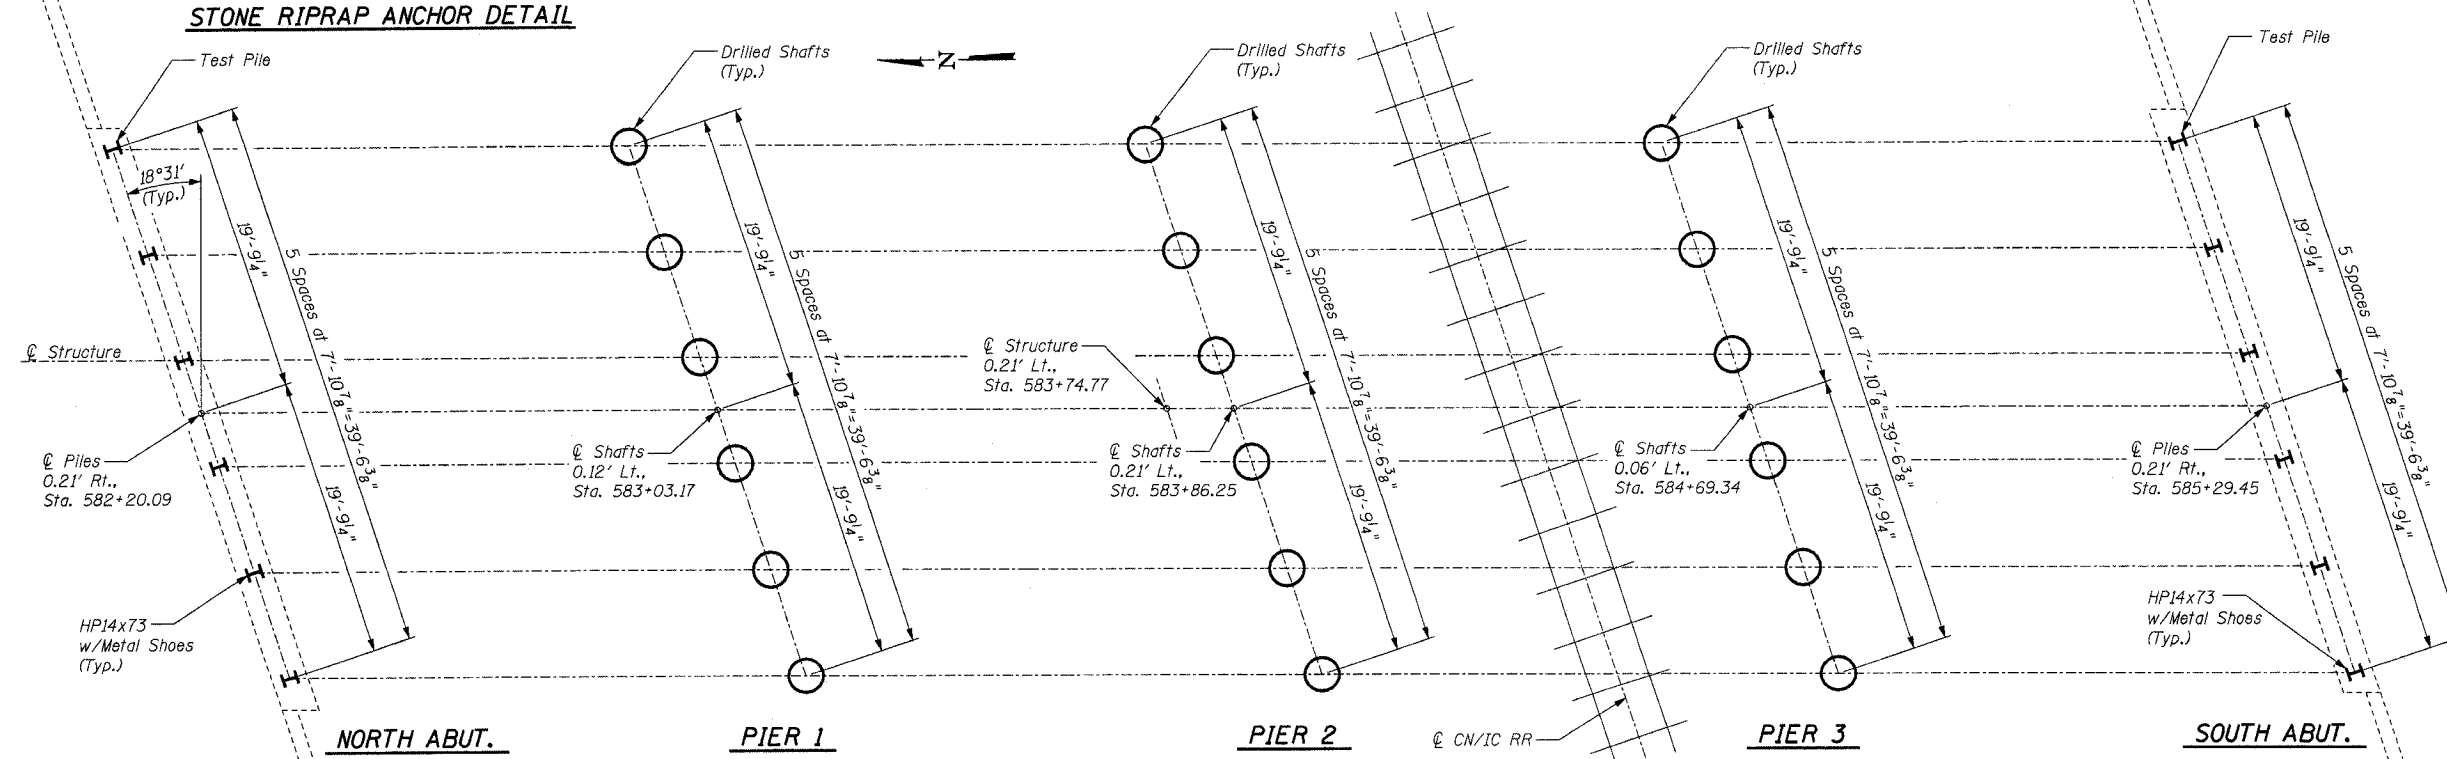 STONE RIPRAP ANCHOR DETAIL
Test Pile
Drilled Shafts
(Typ.)
N
Drilled Shafts
(Typ.)
Drilled Shafts
(Typ.)
Test Pile
18°31'
(Typ.)
19'-9¼"
5 Spaces at 7'-10⅞"=39'-6⅜"
19'-9¼"
19'-9¼"
5 Spaces at 7'-10⅞"=39'-6⅜"
19'-9¼"
19'-9¼"
5 Spaces at 7'-10⅞"=39'-6⅜"
19'-9¼"
19'-9¼"
5 Spaces at 7'-10⅞"=39'-6⅜"
19'-9¼"
19'-9¼"
5 Spaces at 7'-10⅞"=39'-6⅜"
19'-9¼"
℄ Structure
℄ Structure
0.21' Lt.,
Sta. 583+74.77
℄ Piles
0.21' Rt.,
Sta. 582+20.09
℄ Shafts
0.12' Lt.,
Sta. 583+03.17
℄ Shafts
0.21' Lt.,
Sta. 583+86.25
℄ Shafts
0.06' Lt.,
Sta. 584+69.34
℄ Piles
0.21' Rt.,
Sta. 585+29.45
HP14x73
w/Metal Shoes
(Typ.)
HP14x73
w/Metal Shoes
(Typ.)
NORTH ABUT.
PIER 1
PIER 2
℄ CN/IC RR
PIER 3
SOUTH ABUT.